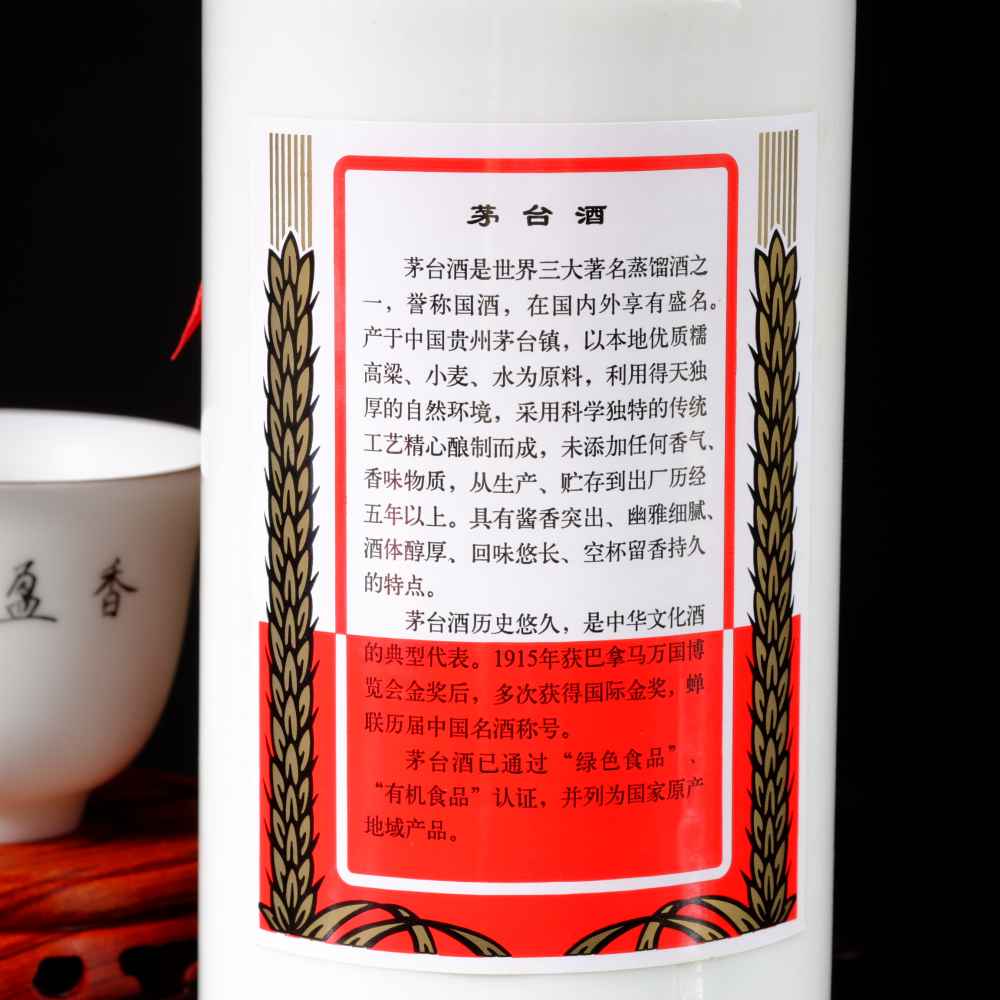 茅台酒
茅台酒是世界三大著名蒸馏酒之
一，誉称国酒，在国内外享有盛名。
产于中国贵州茅台镇，以本地优质糯
高粱、小麦、水为原料，利用得天独
厚的自然环境，采用科学独特的传统
工艺精心酿制而成，未添加任何香气、
香味物质，从生产、贮存到出厂历经
五年以上。具有酱香突出、幽雅细腻、
酒体醇厚、回味悠长、空杯留香持久
的特点。
茅台酒历史悠久，是中华文化酒
的典型代表。1915年获巴拿马万国博
览会金奖后，多次获得国际金奖，蝉
联历届中国名酒称号。
茅台酒已通过“绿色食品”、
“有机食品”认证，并列为国家原产
地域产品。
盈香